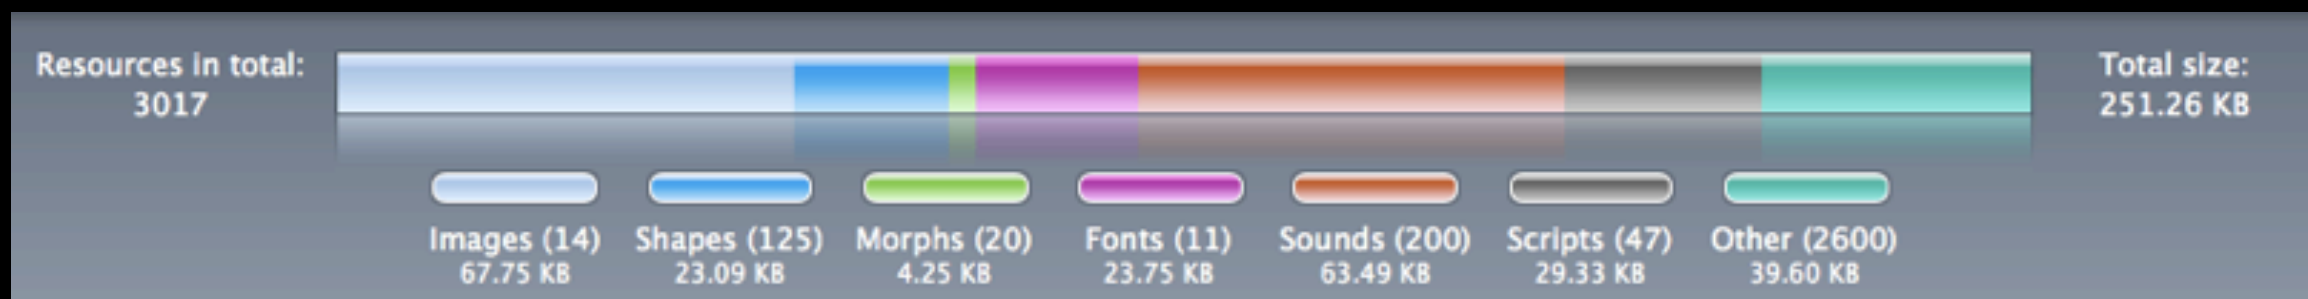 Resources in total:
3017
Total size:
251.26 KB
Images (14)
67.75 KB
Shapes (125)
23.09 KB
Morphs (20)
4.25 KB
Fonts (11)
23.75 KB
Sounds (200)
63.49 KB
Scripts (47)
29.33 KB
Other (2600)
39.60 KB